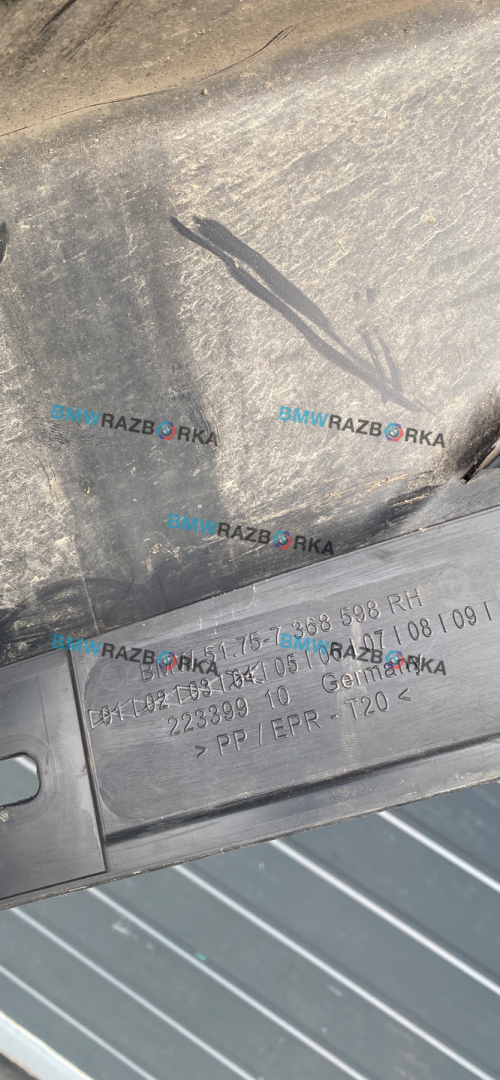 BMWRAZBORKA
BMWRAZBORKA
BMWRAZBORKA
BMWRAZBORKA
BMWRAZBORKA
BMW 51.75-7 368 598 RH
01 | 02 | 03 | 04 | 05 | 06 | 07 | 08 | 09 |
223399 10 Germany
> PP / EPR - T20 <